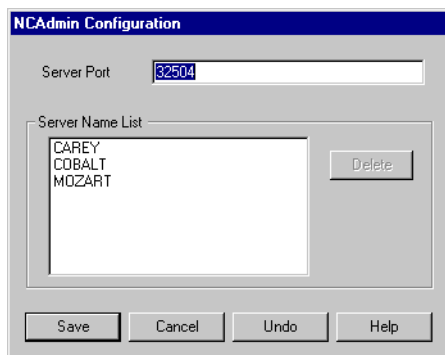 NCAdmin Configuration
Server Port 32504
Server Name List
CAREY
COBALT
MOZART
Delete
Save Cancel Undo Help